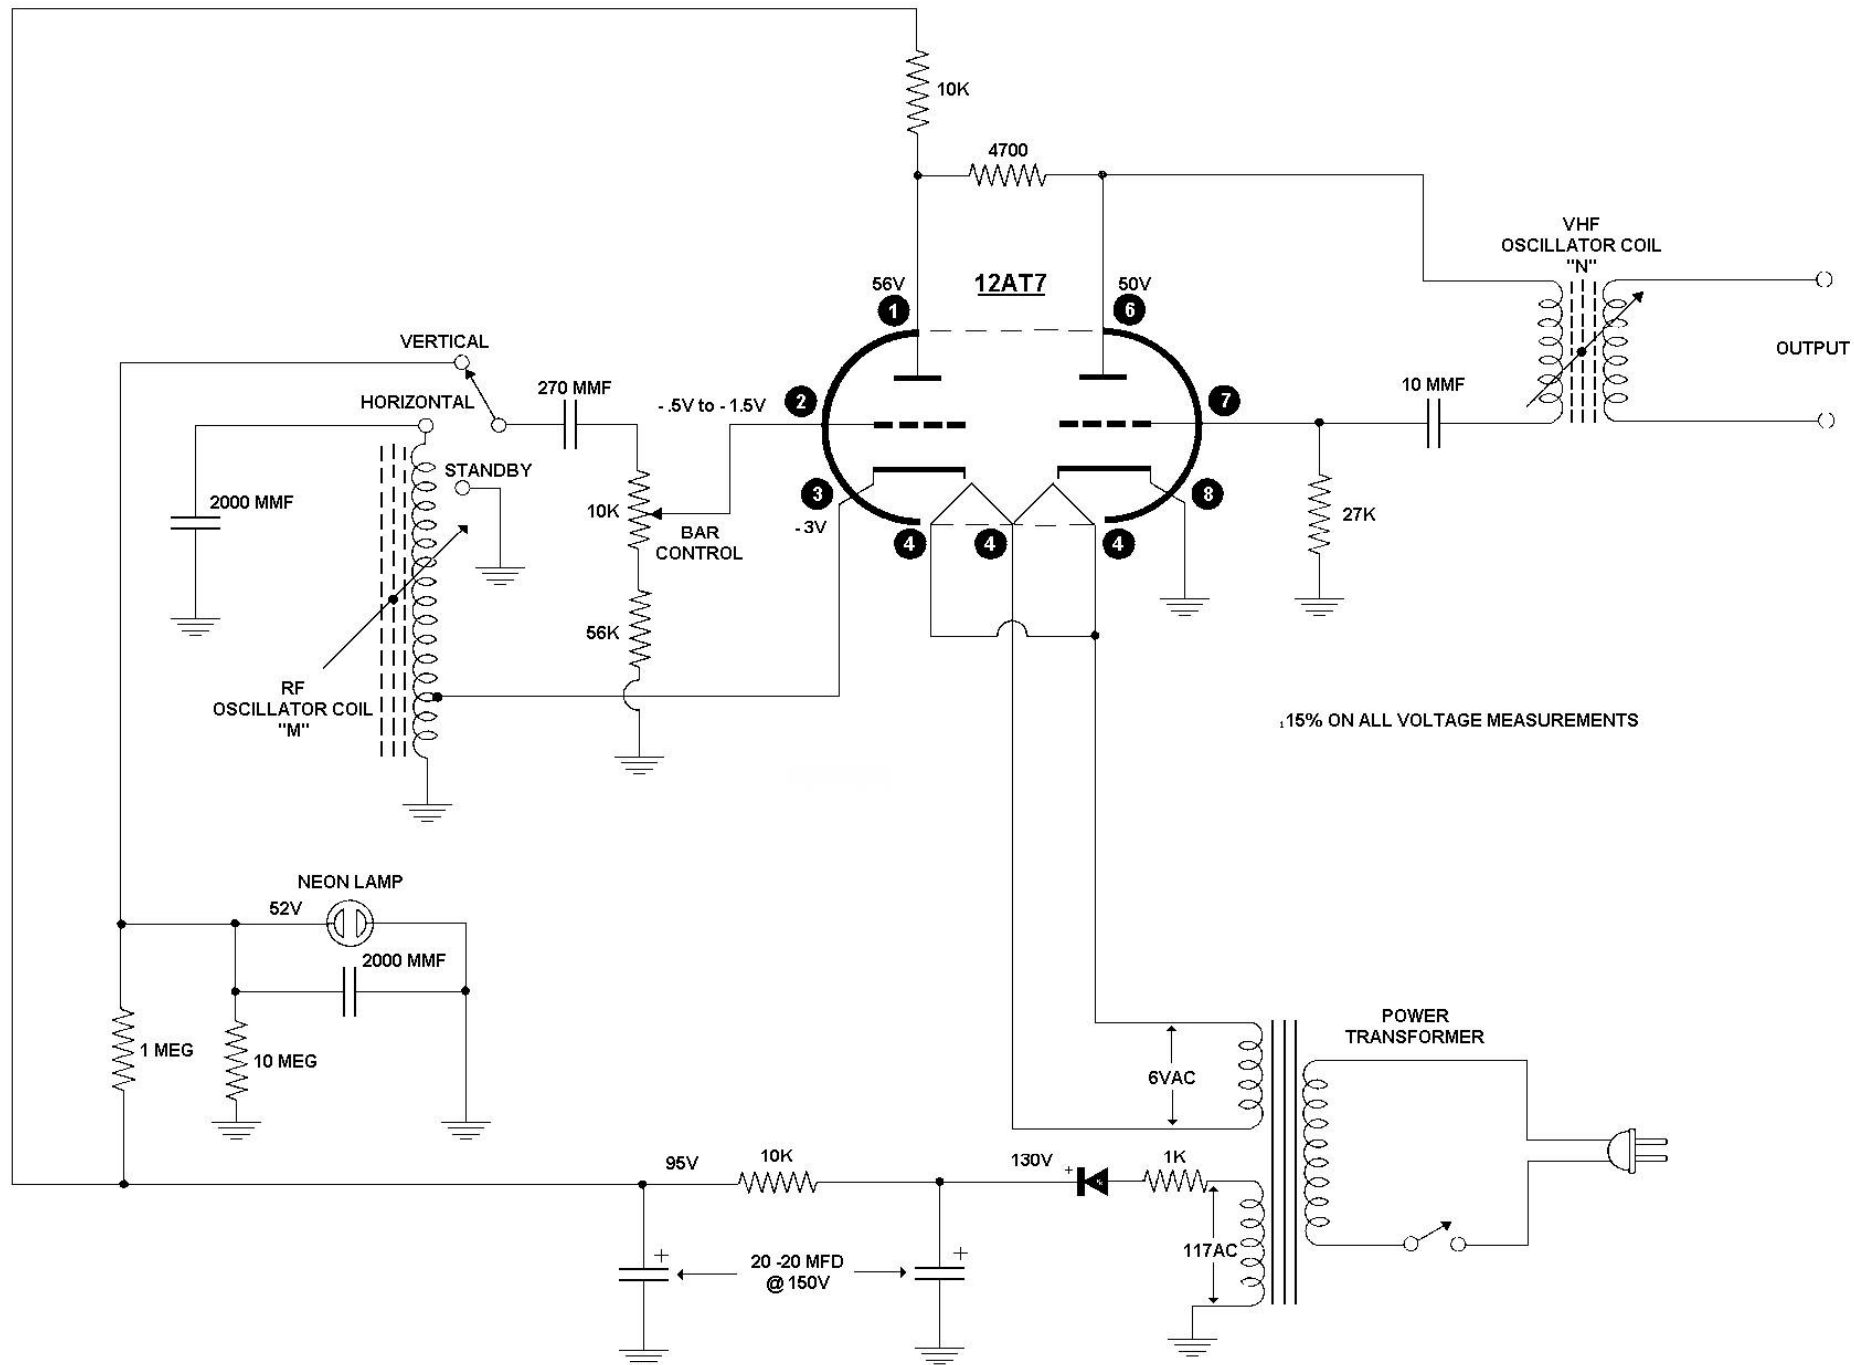 10K
4700
VHF
OSCILLATOR COIL
"N"
56V
12AT7
50V
1
6
VERTICAL
OUTPUT
270 MMF
10 MMF
HORIZONTAL
- .5V to - 1.5V
2
7
STANDBY
2000 MMF
3
8
10K
27K
- 3V
BAR
CONTROL
4
4
4
56K
RF
OSCILLATOR COIL
"M"
15% ON ALL VOLTAGE MEASUREMENTS
NEON LAMP
52V
2000 MMF
POWER
TRANSFORMER
1 MEG
10 MEG
6VAC
95V
10K
130V
+
1K
117AC
+
20 -20 MFD
@ 150V
+